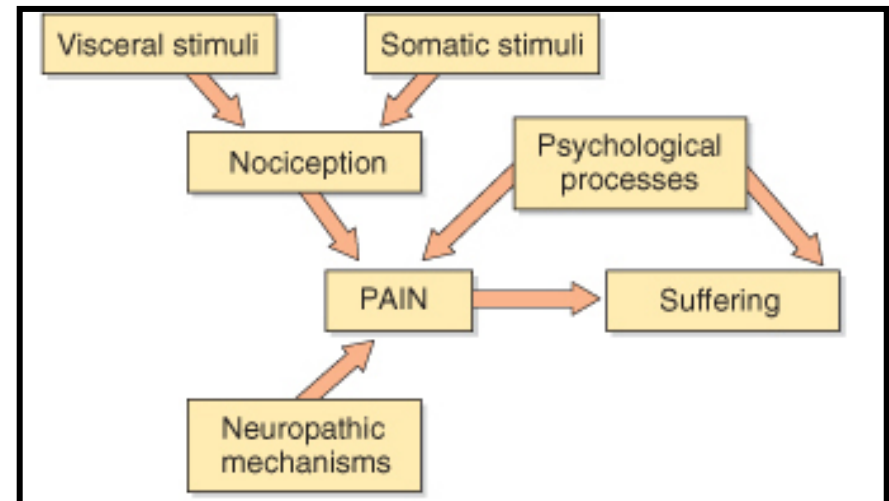 Visceral stimuli
Somatic stimuli
Nociception
Psychological
processes
PAIN
Suffering
Neuropathic
mechanisms